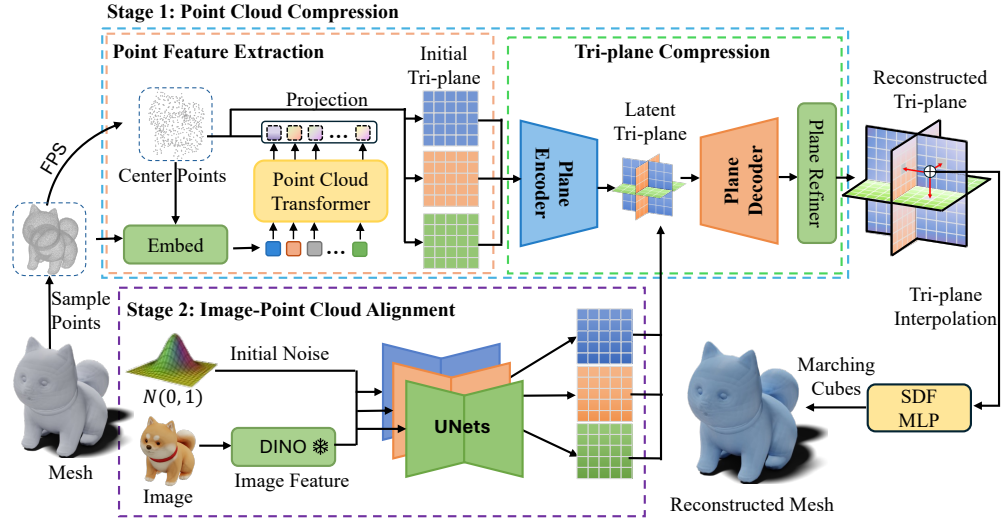 Stage 1: Point Cloud Compression
Point Feature Extraction
Initial
Tri-plane
Tri-plane Compression
Projection
FPS
Center Points
Point Cloud
Transformer
Embed
Plane
Encoder
Latent
Tri-plane
Plane
Decoder
Plane Refiner
Reconstructed
Tri-plane
Sample
Points
Mesh
Stage 2: Image-Point Cloud Alignment
Initial Noise
N(0, 1)
DINO
Image Feature
Image
UNets
Tri-plane
Interpolation
Marching
Cubes
SDF
MLP
Reconstructed Mesh